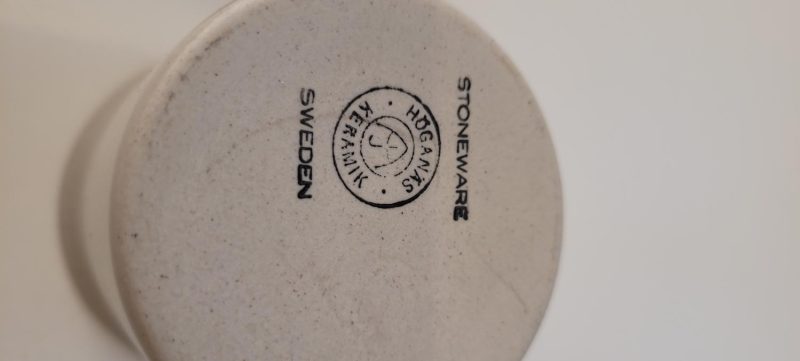 STONEWARE
HÖGANÄS
KERAMIK
SWEDEN